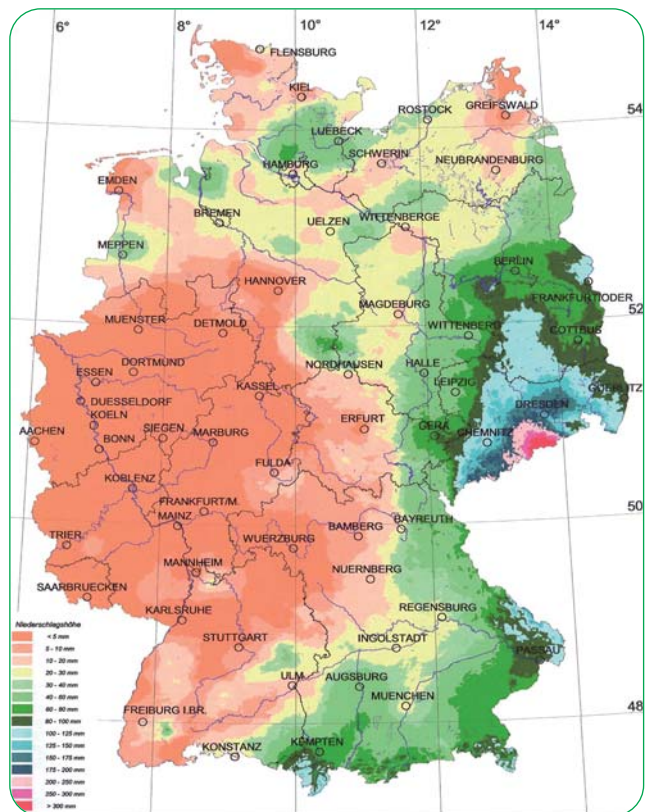 6° 8° 10° 12° 14°
FLENSBURG
KIEL
ROSTOCK
GREIFSWALD
54
LUEBECK
SCHWERIN
HAMBURG
NEUBRANDENBURG
EMDEN
BREMEN
UELZEN
WITTENBERGE
MEPPEN
BERLIN
HANNOVER
FRANKFURT/ODER
MAGDEBURG
52
MUENSTER
DETMOLD
WITTENBERG
COTTBUS
NORDHAUSEN
HALLE
DORTMUND
ESSEN
LEIPZIG
GOERLITZ
KASSEL
DUESSELDORF
DRESDEN
KOELN
ERFURT
GERA
CHEMNITZ
AACHEN
BONN
SIEGEN
MARBURG
FULDA
KOBLENZ
FRANKFURT/M.
50
MAINZ
BAYREUTH
BAMBERG
TRIER
WUERZBURG
MANNHEIM
NUERNBERG
SAARBRUECKEN
KARLSRUHE
REGENSBURG
STUTTGART
INGOLSTADT
PASSAU
ULM
AUGSBURG
MUENCHEN
48
FREIBURG I.BR.
KONSTANZ
KEMPTEN
Niederschlagshöhe
< 5 mm
5 - 10 mm
10 - 20 mm
20 - 30 mm
30 - 40 mm
40 - 60 mm
60 - 80 mm
80 - 100 mm
100 - 125 mm
125 - 150 mm
150 - 175 mm
175 - 200 mm
200 - 250 mm
250 - 300 mm
> 300 mm
6 8 10 12 14